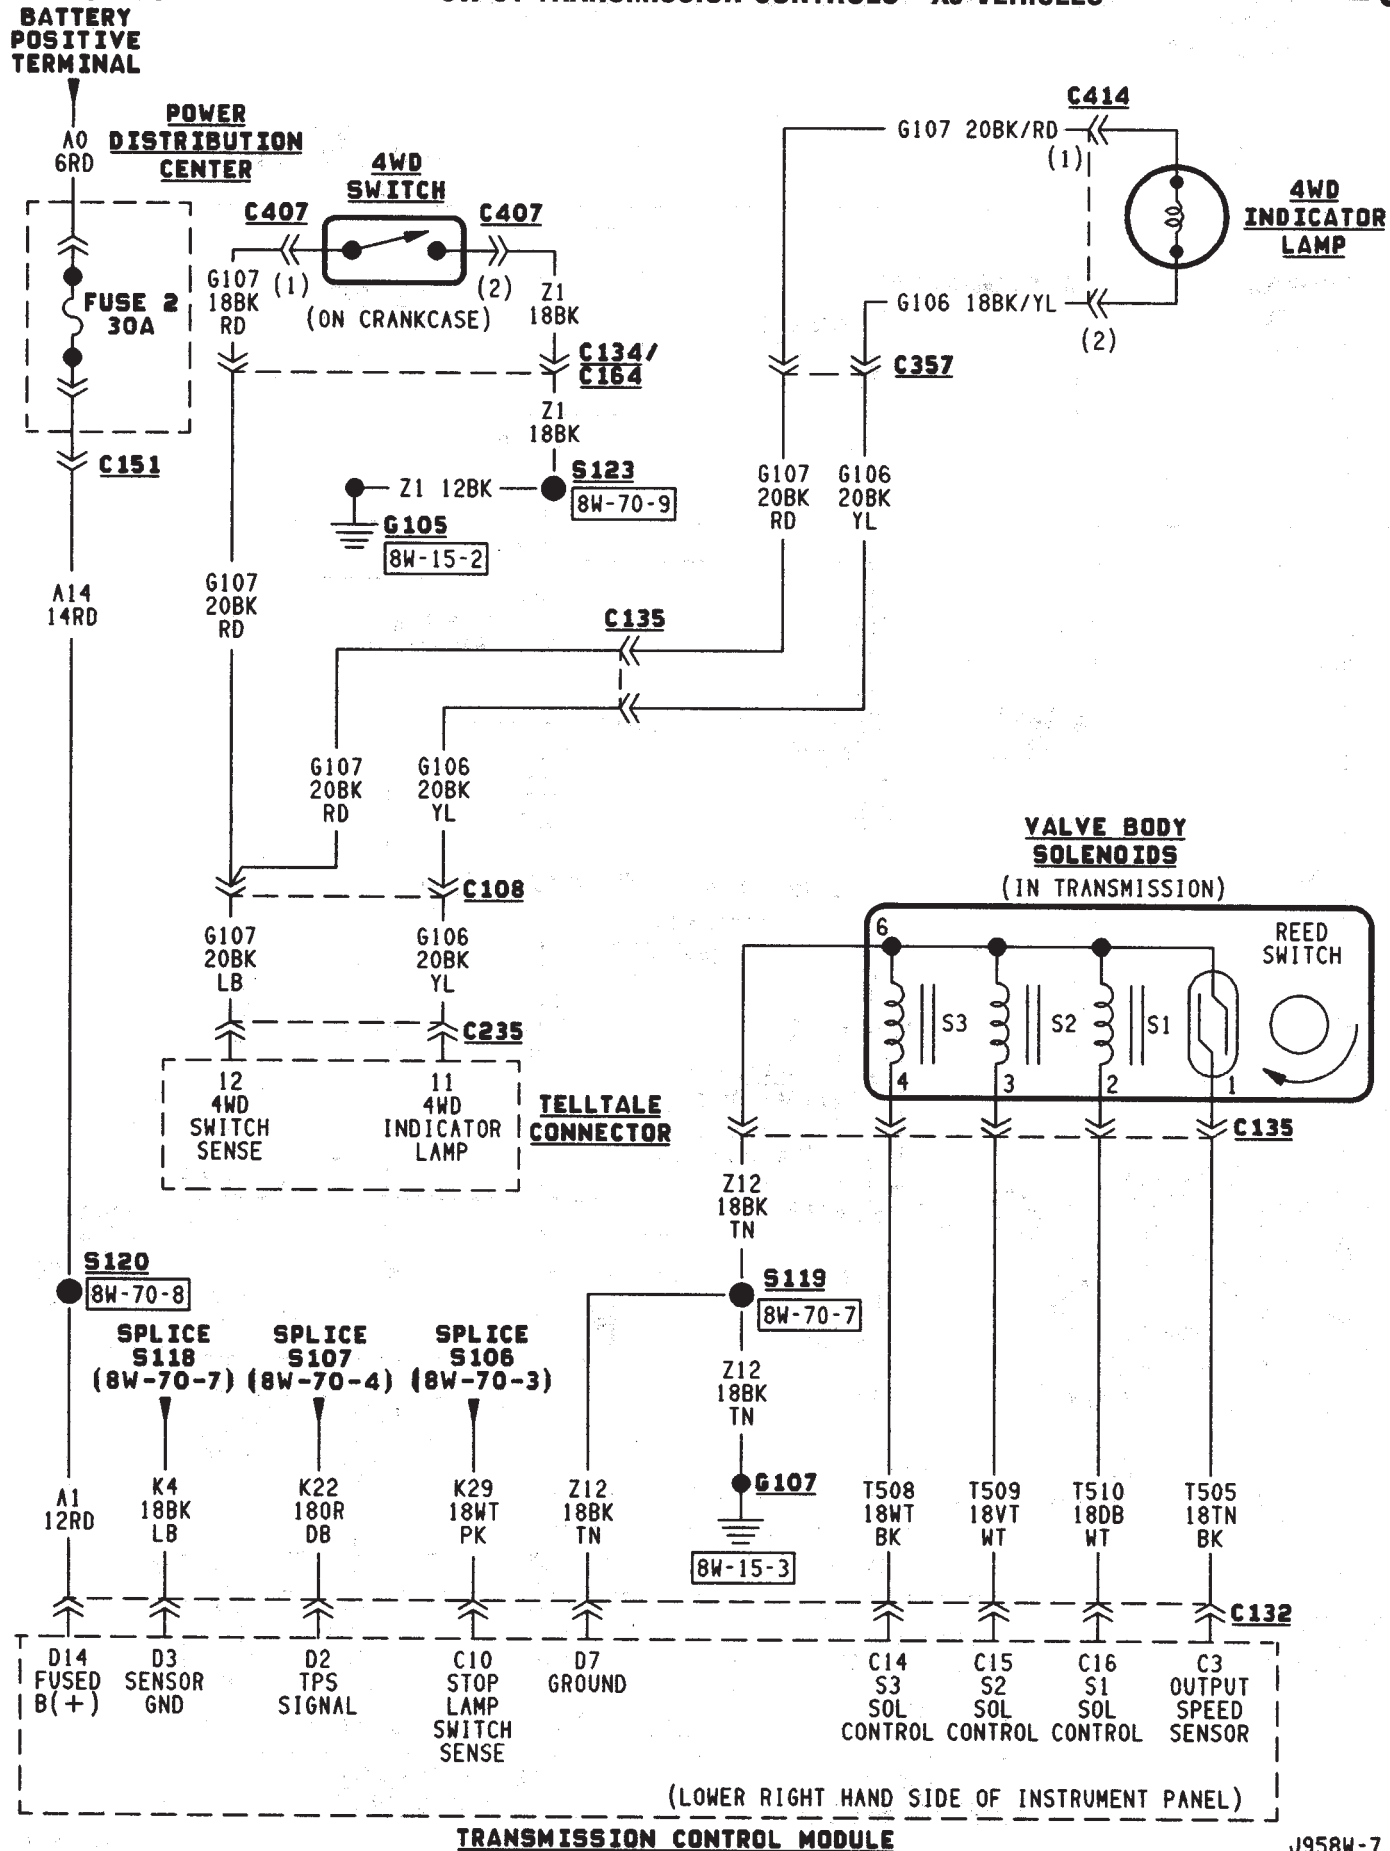 BATTERY
POSITIVE
TERMINAL
A0
6RD
POWER
DISTRIBUTION
CENTER
FUSE 2
30A
C151
A14
14RD
4WD
SWITCH
C407
C407
(1)
(2)
G107
18BK
RD
(ON CRANKCASE)
Z1
18BK
C134/
C164
Z1
18BK
S123
8W-70-9
Z1 12BK
G105
8W-15-2
G107
20BK
RD
C414
G107 20BK/RD
(1)
4WD
INDICATOR
LAMP
G106 18BK/YL
(2)
C357
G107
20BK
RD
G106
20BK
YL
C135
G107
20BK
RD
G106
20BK
YL
C108
G107
20BK
LB
G106
20BK
YL
C235
12
4WD
SWITCH
SENSE
11
4WD
INDICATOR
LAMP
TELLTALE
CONNECTOR
VALVE BODY
SOLENOIDS
(IN TRANSMISSION)
6
REED
SWITCH
S3
S2
S1
4
3
2
1
C135
Z12
18BK
TN
S119
8W-70-7
Z12
18BK
TN
G107
8W-15-3
S120
8W-70-8
SPLICE
S118
(8W-70-7)
SPLICE
S107
(8W-70-4)
SPLICE
S106
(8W-70-3)
A1
12RD
K4
18BK
LB
K22
18OR
DB
K29
18WT
PK
Z12
18BK
TN
T508
18WT
BK
T509
18VT
WT
T510
18DB
WT
T505
18TN
BK
C132
D14
FUSED
B(+)
D3
SENSOR
GND
D2
TPS
SIGNAL
C10
STOP
LAMP
SWITCH
SENSE
D7
GROUND
C14
S3
SOL
CONTROL
C15
S2
SOL
CONTROL
C16
S1
SOL
CONTROL
C3
OUTPUT
SPEED
SENSOR
(LOWER RIGHT HAND SIDE OF INSTRUMENT PANEL)
TRANSMISSION CONTROL MODULE
J958W-7